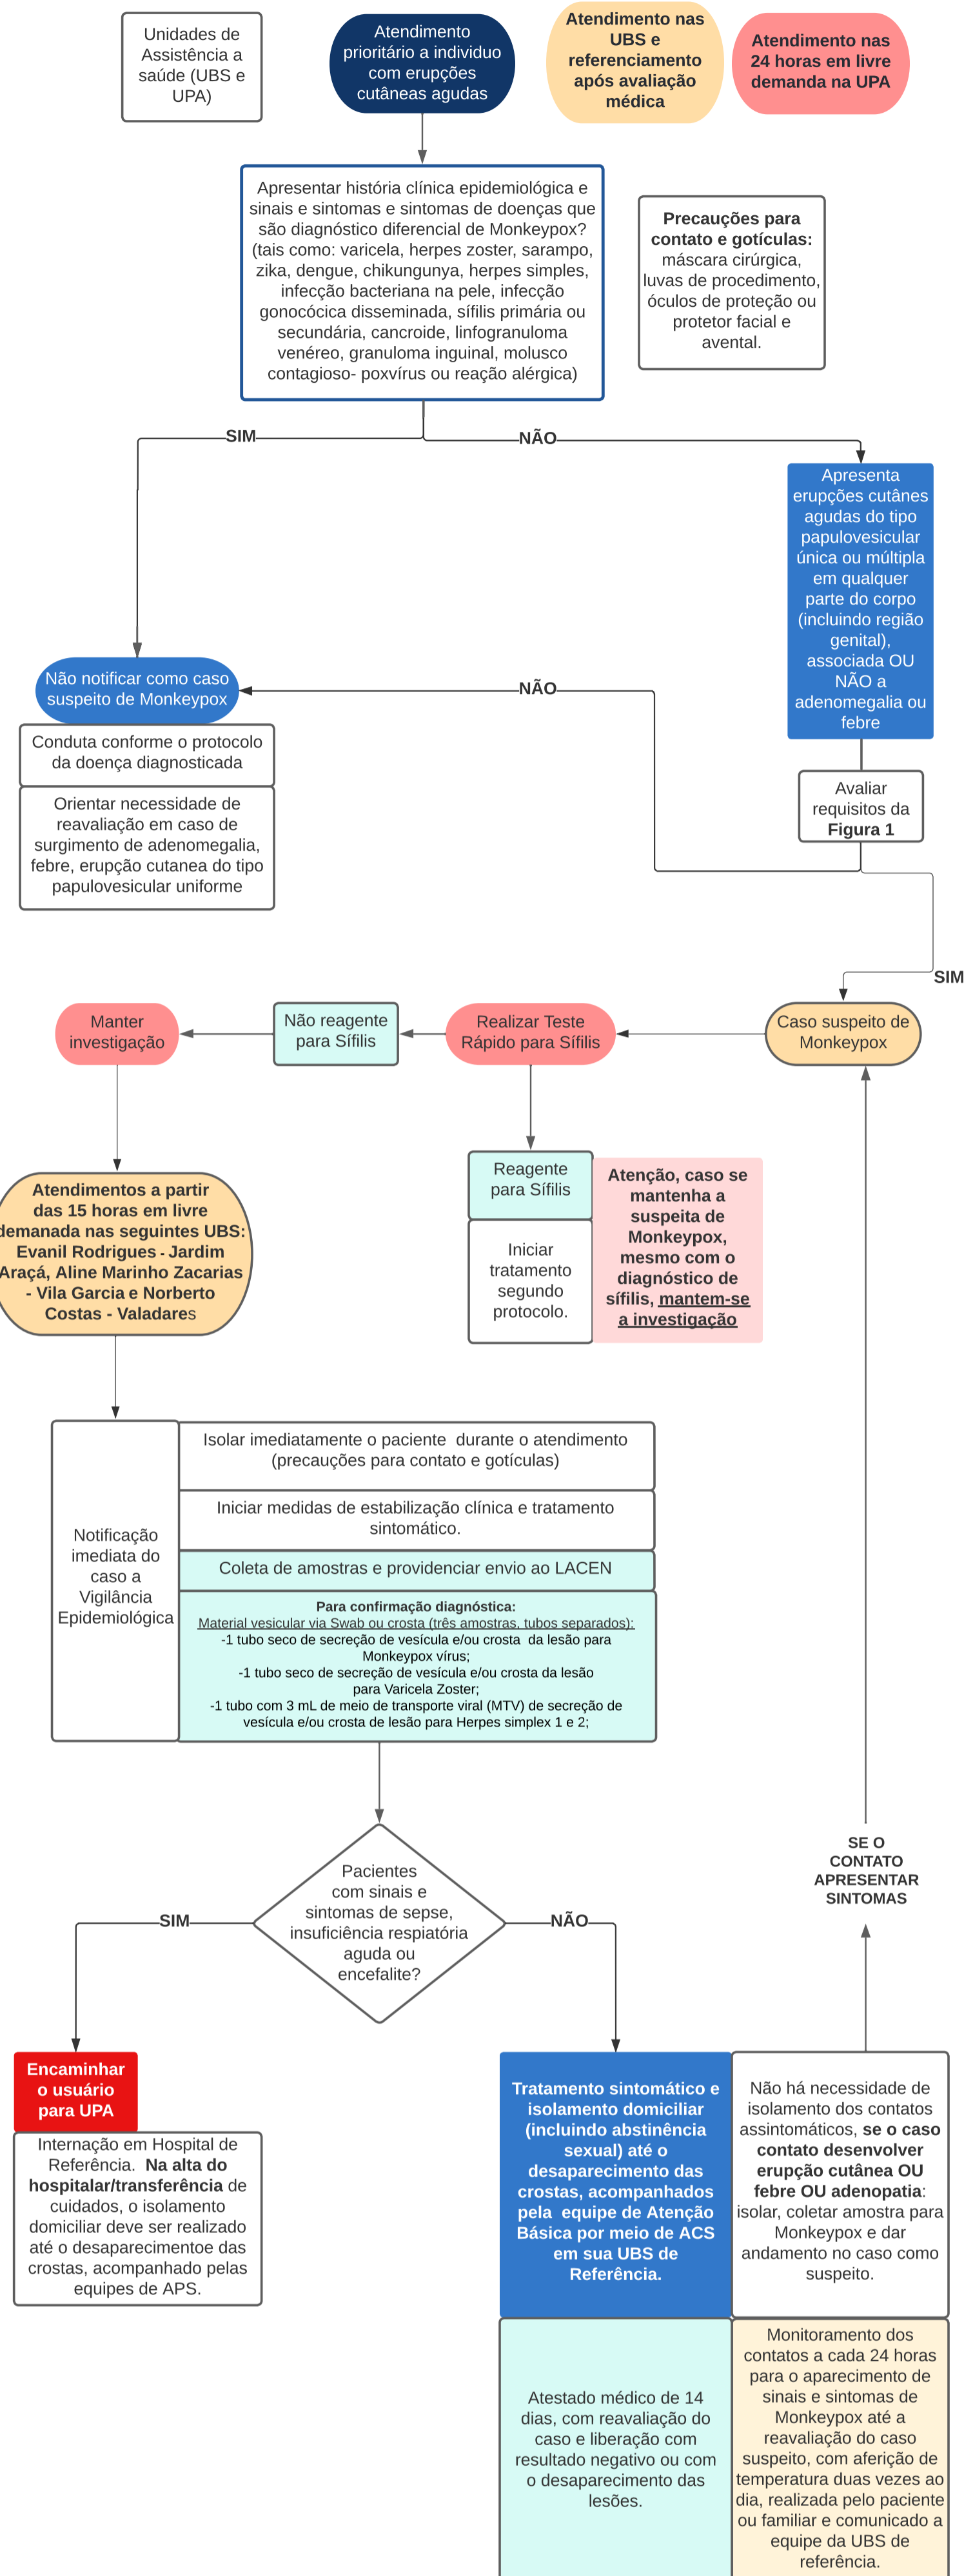 Unidades de
Assistência a
saúde (UBS e
UPA)
Atendimento
prioritário a individuo
com erupções
cutâneas agudas
Atendimento nas
UBS e
referenciamento
após avaliação
médica
Atendimento nas
24 horas em livre
demanda na UPA
Apresentar história clínica epidemiológica e
sinais e sintomas e sintomas de doenças que
são diagnóstico diferencial de Monkeypox?
(tais como: varicela, herpes zoster, sarampo,
zika, dengue, chikungunya, herpes simples,
infecção bacteriana na pele, infecção
gonocócica disseminada, sífilis primária ou
secundária, cancroide, linfogranuloma
venéreo, granuloma inguinal, molusco
contagioso- poxvírus ou reação alérgica)
Precauções para
contato e gotículas:
máscara cirúrgica,
luvas de procedimento,
óculos de proteção ou
protetor facial e
avental.
SIM
NÃO
Apresenta
erupções cutânes
agudas do tipo
papulovesicular
única ou múltipla
em qualquer
parte do corpo
(incluindo região
genital),
associada OU
NÃO a
adenomegalia ou
febre
Não notificar como caso
suspeito de Monkeypox
NÃO
Conduta conforme o protocolo
da doença diagnosticada
Orientar necessidade de
reavaliação em caso de
surgimento de adenomegalia,
febre, erupção cutanea do tipo
papulovesicular uniforme
Avaliar
requisitos da
Figura 1
SIM
Manter
investigação
Não reagente
para Sífilis
Realizar Teste
Rápido para Sífilis
Caso suspeito de
Monkeypox
Reagente
para Sífilis
Iniciar
tratamento
segundo
protocolo.
Atenção, caso se
mantenha a
suspeita de
Monkeypox,
mesmo com o
diagnóstico de
sífilis, mantem-se
a investigação
Atendimentos a partir
das 15 horas em livre
demanada nas seguintes UBS:
Evanil Rodrigues - Jardim
Araçá, Aline Marinho Zacarias
- Vila Garcia e Norberto
Costas - Valadares
Notificação
imediata do
caso a
Vigilância
Epidemiológica
Isolar imediatamente o paciente  durante o atendimento
(precauções para contato e gotículas)
Iniciar medidas de estabilização clínica e tratamento
sintomático.
Coleta de amostras e providenciar envio ao LACEN
Para confirmação diagnóstica:
Material vesicular via Swab ou crosta (três amostras, tubos separados):
-1 tubo seco de secreção de vesícula e/ou crosta  da lesão para
Monkeypox vírus;
-1 tubo seco de secreção de vesícula e/ou crosta da lesão
para Varicela Zoster;
-1 tubo com 3 mL de meio de transporte viral (MTV) de secreção de
vesícula e/ou crosta de lesão para Herpes simplex 1 e 2;
Pacientes
com sinais e
sintomas de sepse,
insuficiência respiatória
aguda ou
encefalite?
SIM
NÃO
SE O
CONTATO
APRESENTAR
SINTOMAS
Encaminhar
o usuário
para UPA
Internação em Hospital de
Referência.  Na alta do
hospitalar/transferência de
cuidados, o isolamento
domiciliar deve ser realizado
até o desaparecimentoe das
crostas, acompanhado pelas
equipes de APS.
Tratamento sintomático e
isolamento domiciliar
(incluindo abstinência
sexual) até o
desaparecimento das
crostas, acompanhados
pela  equipe de Atenção
Básica por meio de ACS
em sua UBS de
Referência.
Não há necessidade de
isolamento dos contatos
assintomáticos, se o caso
contato desenvolver
erupção cutânea OU
febre OU adenopatia:
isolar, coletar amostra para
Monkeypox e dar
andamento no caso como
suspeito.
Atestado médico de 14
dias, com reavaliação do
caso e liberação com
resultado negativo ou com
o desaparecimento das
lesões.
Monitoramento dos
contatos a cada 24 horas
para o aparecimento de
sinais e sintomas de
Monkeypox até a
reavaliação do caso
suspeito, com aferição de
temperatura duas vezes ao
dia, realizada pelo paciente
ou familiar e comunicado a
equipe da UBS de
referência.